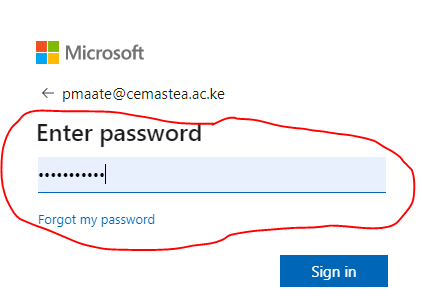 Microsoft
← pmaate@cemastea.ac.ke
Enter password
•••••••••••
Forgot my password
Sign in